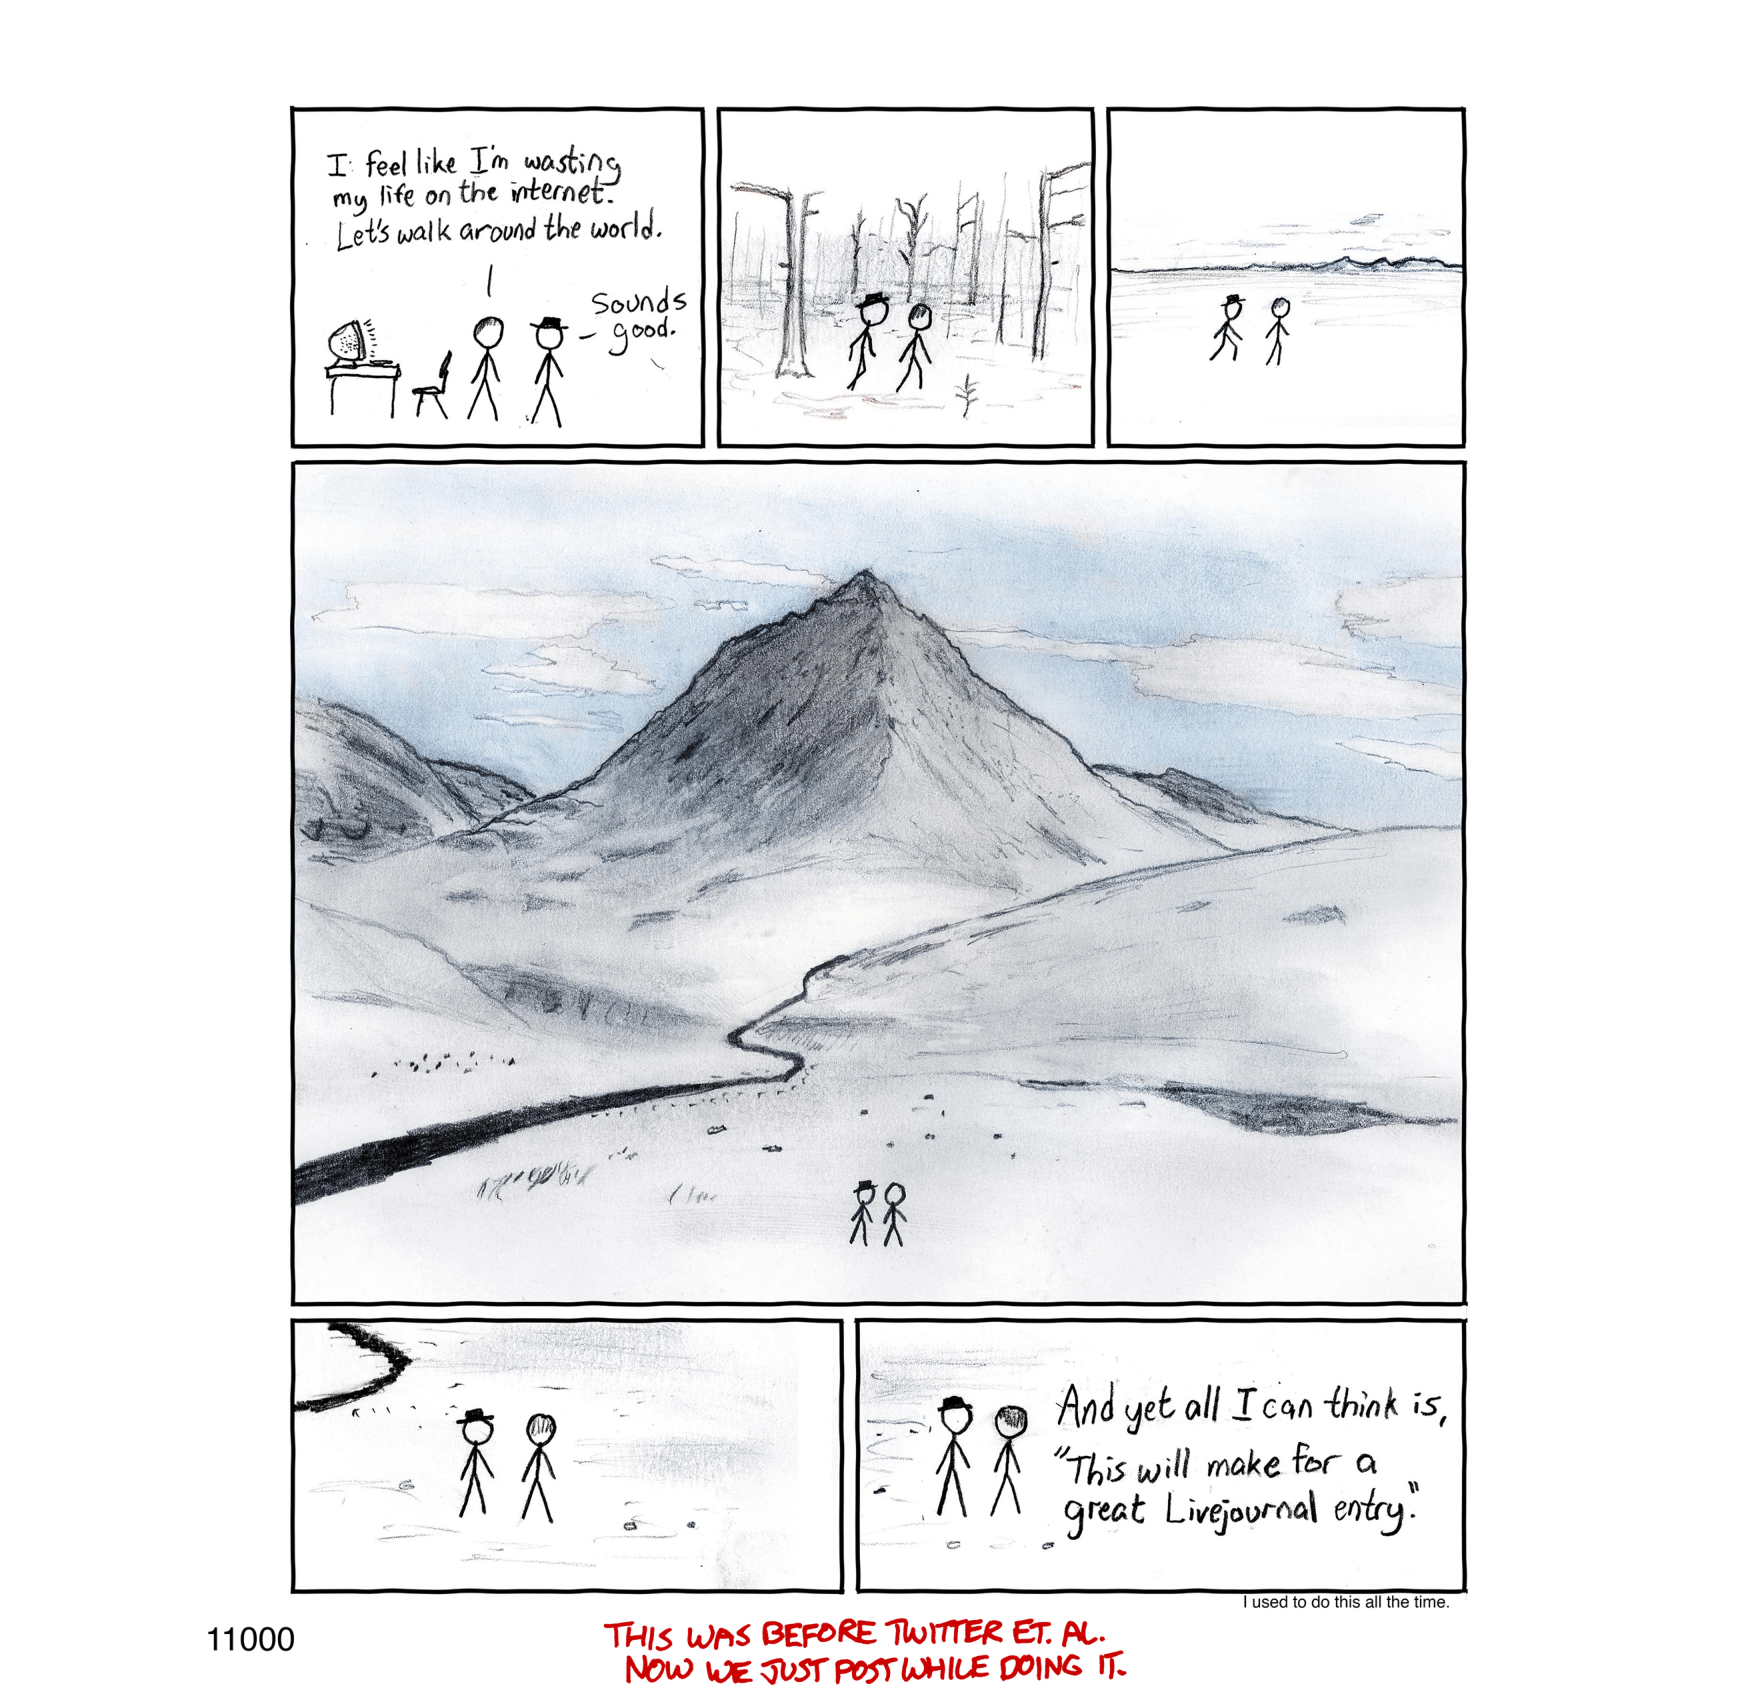 I feel like I'm wasting
my life on the internet.
Let's walk around the world.
Sounds
good.
And yet all I can think is,
"This will make for a
great Livejournal entry."
I used to do this all the time.
11000
THIS WAS BEFORE TWITTER ET. AL.
NOW WE JUST POST WHILE DOING IT.